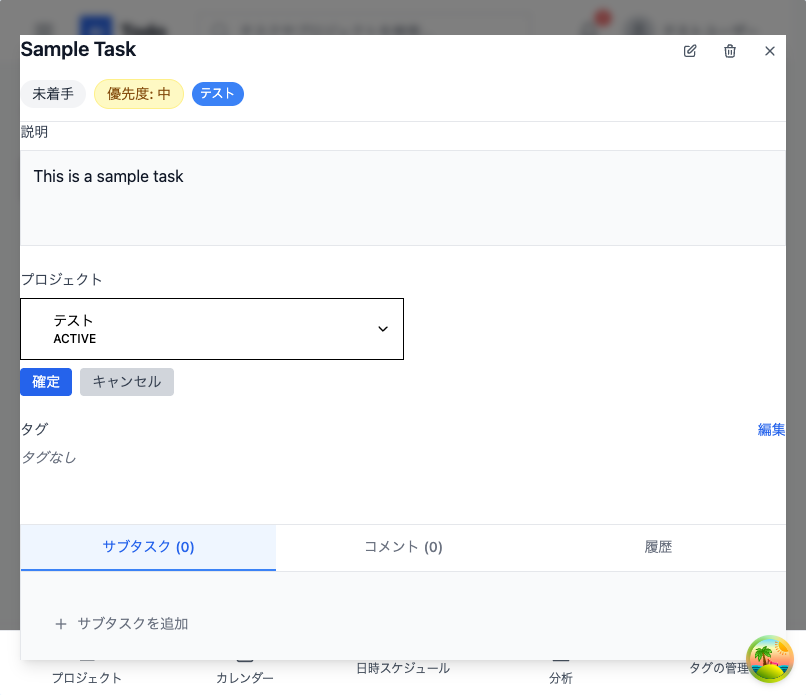 Sample Task
未着手
優先度: 中
テスト
説明
This is a sample task
プロジェクト
テスト
ACTIVE
確定
キャンセル
タグ
編集
タグなし
サブタスク (0)
コメント (0)
履歴
+ サブタスクを追加
プロジェクト
カレンダー
日時スケジュール
分析
タグの管理